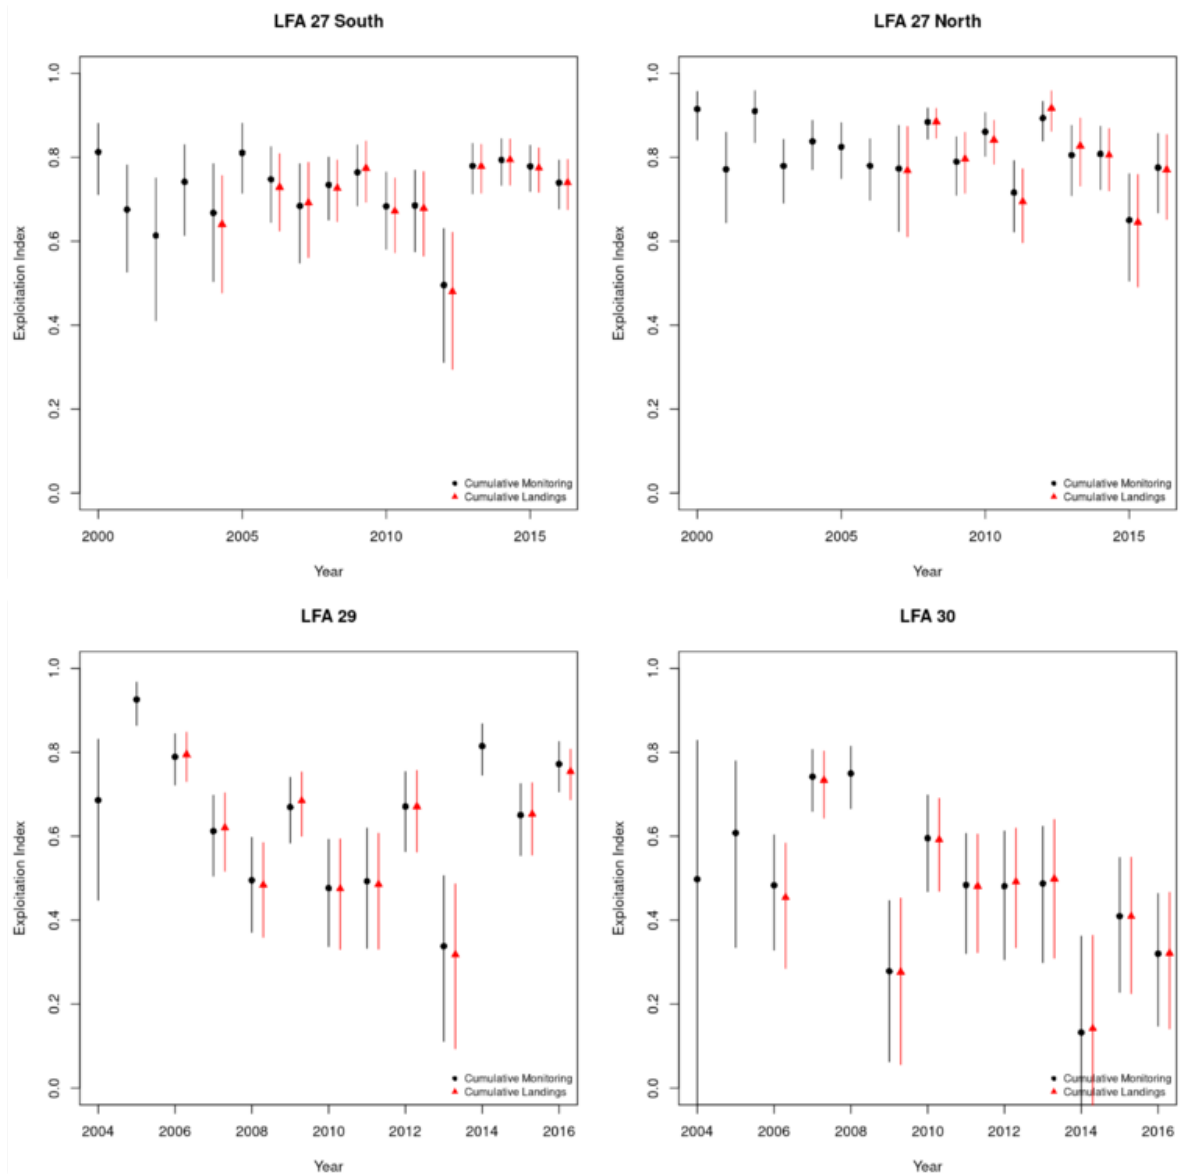 LFA 27 South
Exploitation Index
1.0
0.8
0.6
0.4
0.2
0.0
Cumulative Monitoring
Cumulative Landings
2000 2005 2010 2015
Year
LFA 27 North
Exploitation Index
1.0
0.8
0.6
0.4
0.2
0.0
Cumulative Monitoring
Cumulative Landings
2000 2005 2010 2015
Year
LFA 29
Exploitation Index
1.0
0.8
0.6
0.4
0.2
0.0
Cumulative Monitoring
Cumulative Landings
2004 2006 2008 2010 2012 2014 2016
Year
LFA 30
Exploitation Index
1.0
0.8
0.6
0.4
0.2
0.0
Cumulative Monitoring
Cumulative Landings
2004 2006 2008 2010 2012 2014 2016
Year